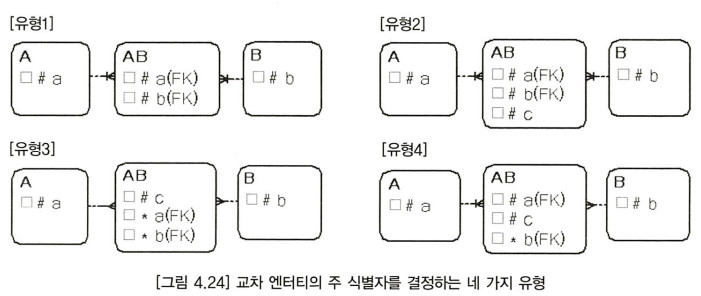 [유형1]
A
□ # a
AB
□ # a(FK)
□ # b(FK)
B
□ # b
[유형2]
A
□ # a
AB
□ # a(FK)
□ # b(FK)
□ # c
B
□ # b
[유형3]
A
□ # a
AB
□ # c
□ * a(FK)
□ * b(FK)
B
□ # b
[유형4]
A
□ # a
AB
□ # a(FK)
□ # c
□ * b(FK)
B
□ # b
[그림 4.24] 교차 엔터티의 주 식별자를 결정하는 네 가지 유형